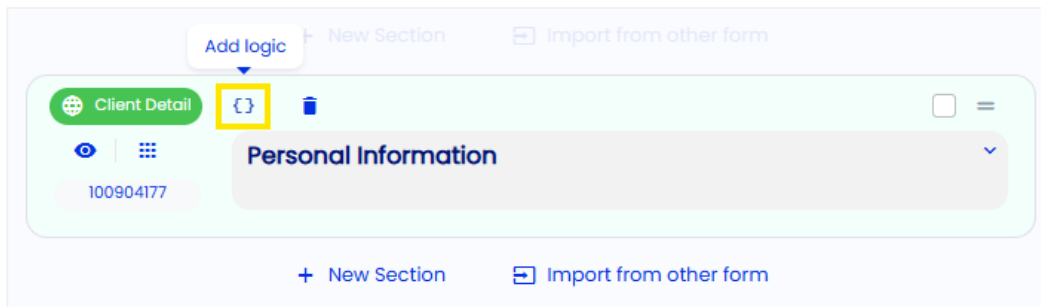 + New Section Import from other form
Add logic
Client Detail {}
Personal Information
100904177
+ New Section Import from other form